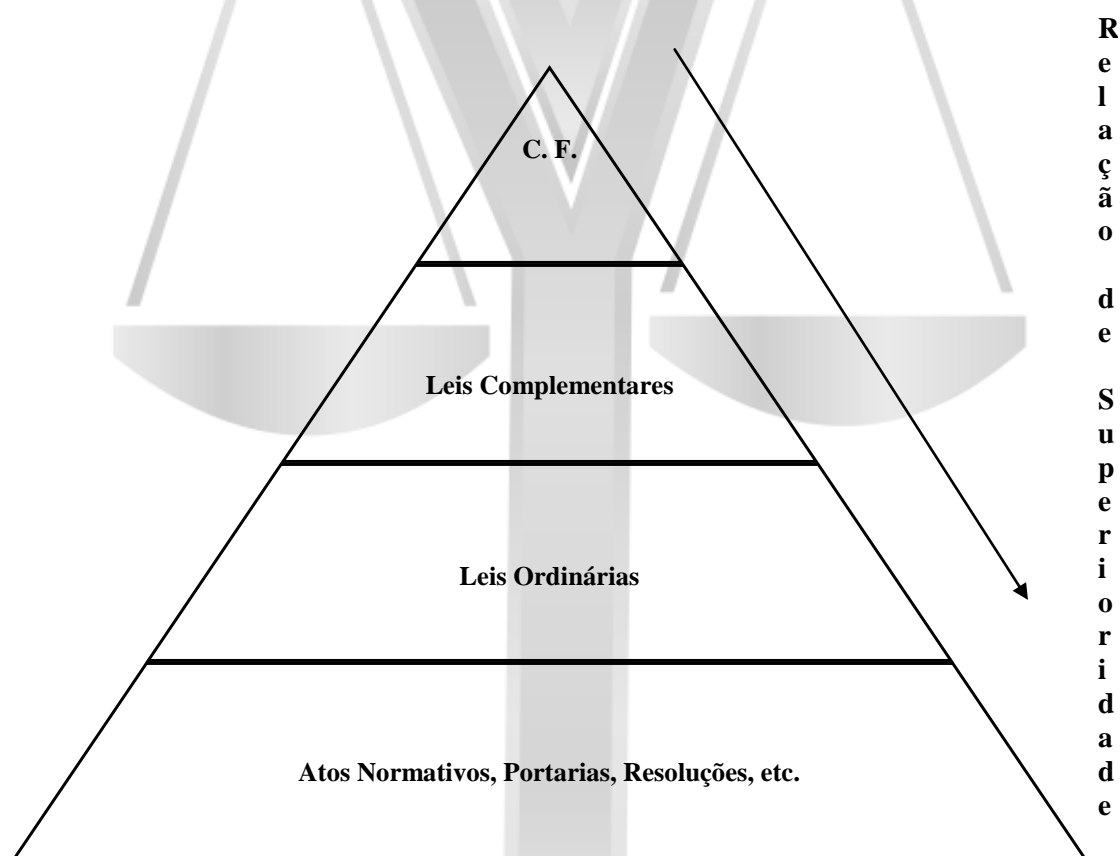 C. F.
Leis Complementares
Leis Ordinárias
Atos Normativos, Portarias, Resoluções, etc.
R
e
l
a
ç
ã
o
d
e
S
u
p
e
r
i
o
r
i
d
a
d
e